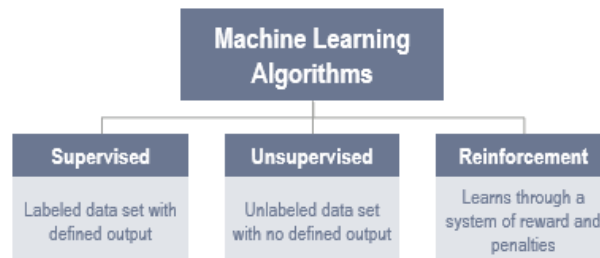 Machine Learning
Algorithms
Supervised
Labeled data set with
defined output
Unsupervised
Unlabeled data set
with no defined output
Reinforcement
Learns through a
system of reward and
penalties